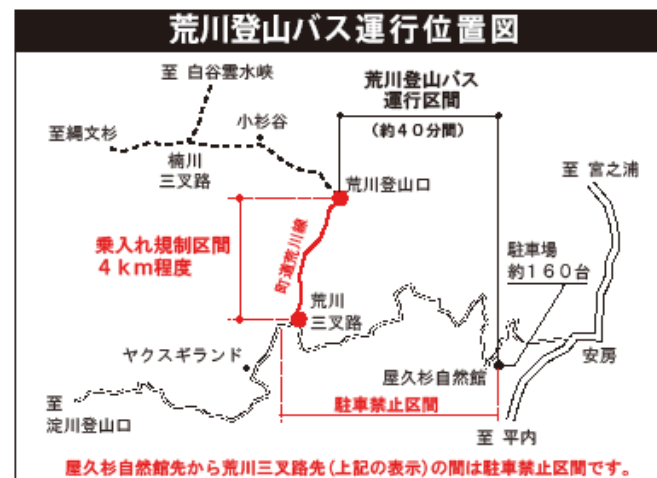 荒川登山バス運行位置図
至 白谷雲水峡
荒川登山バス
運行区間
(約40分間)
小杉谷
至縄文杉
楠川
三叉路
至 宮之浦
荒川登山口
乗入れ規制区間
4km程度
町道荒川線
駐車場
約160台
荒川
三叉路
ヤクスギランド
安房
屋久杉自然館
至
淀川登山口
駐車禁止区間
至 平内
屋久杉自然館先から荒川三叉路先(上記の表示)の間は駐車禁止区間です。